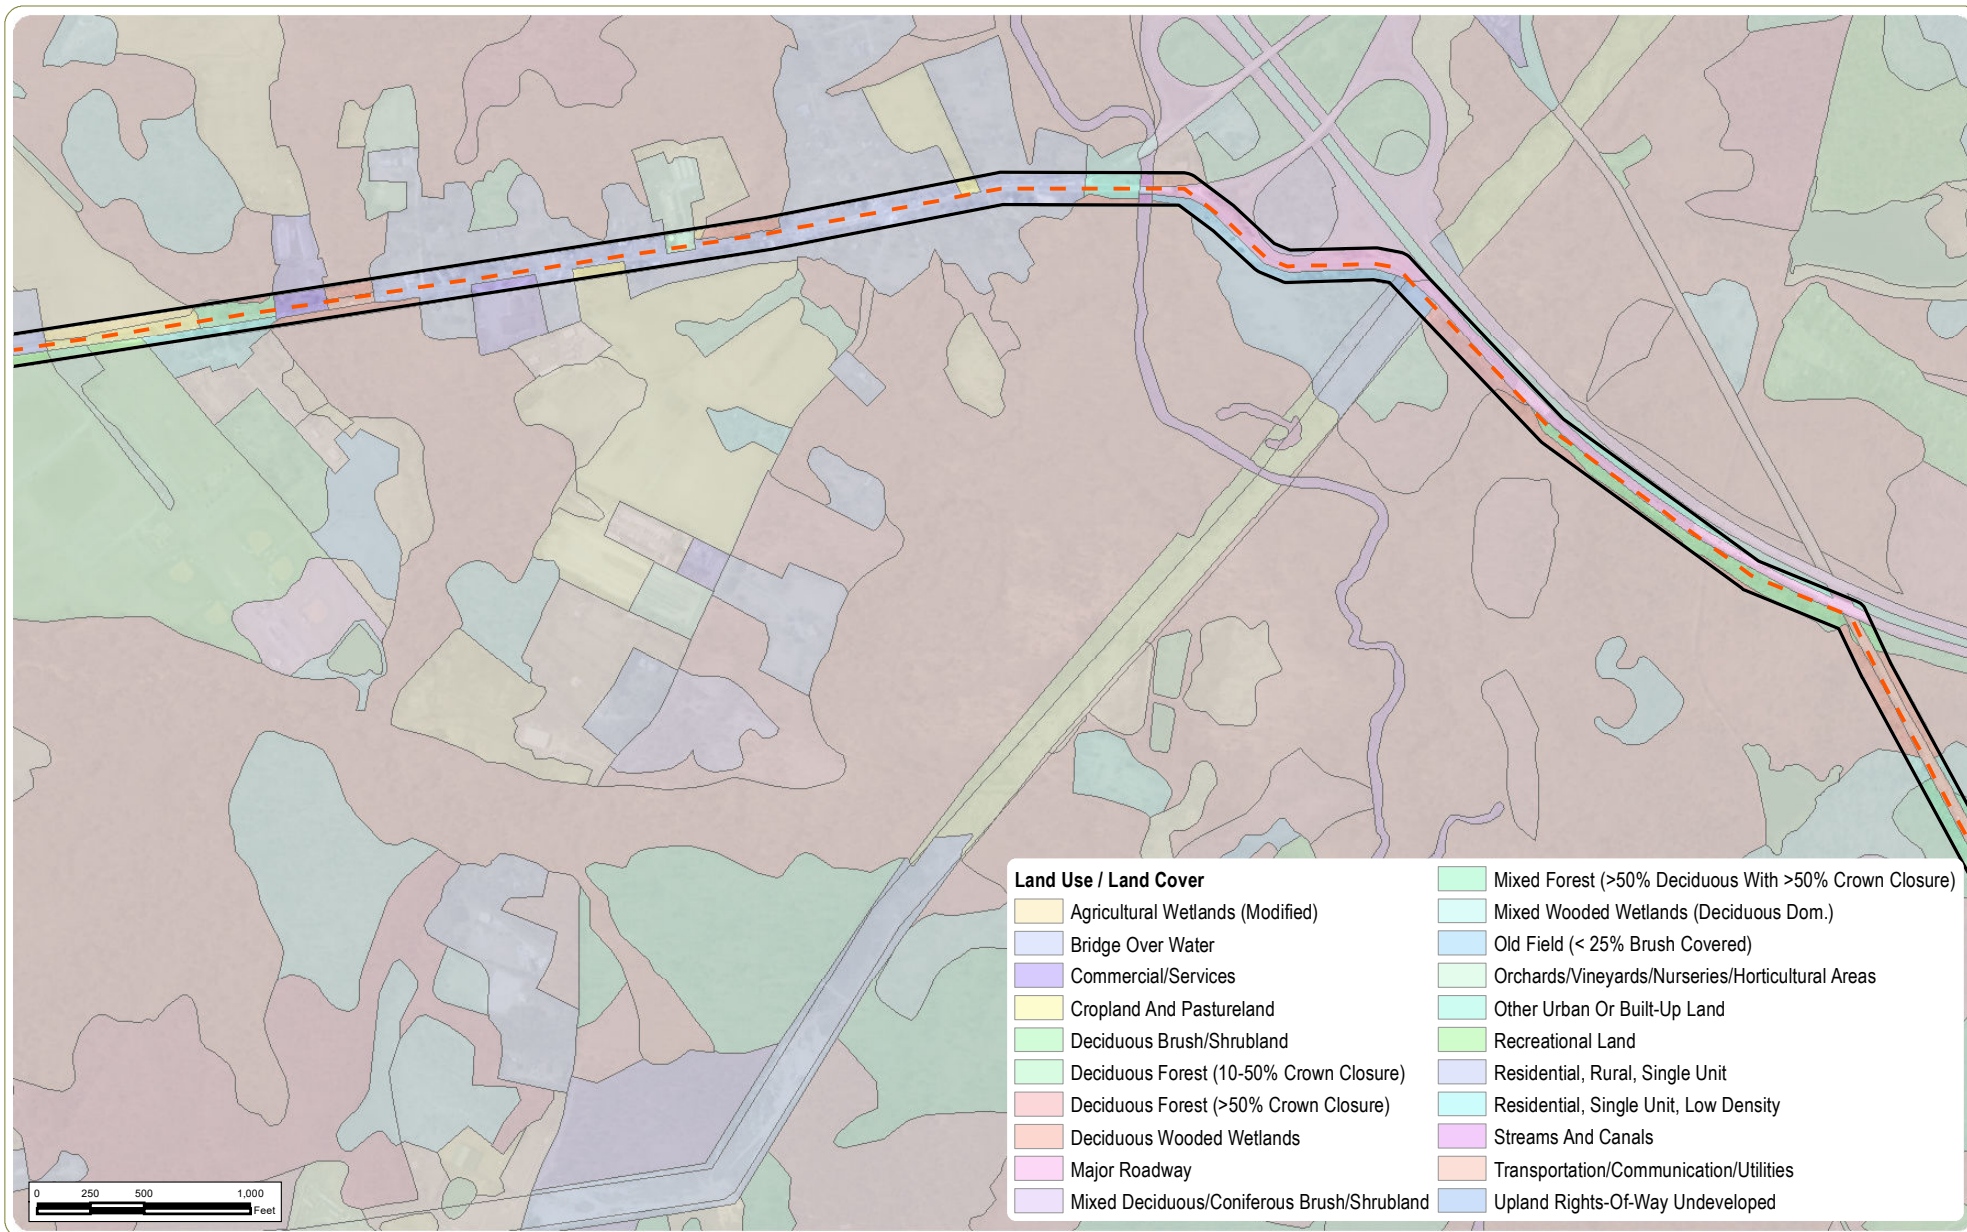 Land Use / Land Cover
Agricultural Wetlands (Modified)
Bridge Over Water
Commercial/Services
Cropland And Pastureland
Deciduous Brush/Shrubland
Deciduous Forest (10-50% Crown Closure)
Deciduous Forest (>50% Crown Closure)
Deciduous Wooded Wetlands
Major Roadway
Mixed Deciduous/Coniferous Brush/Shrubland
Mixed Forest (>50% Deciduous With >50% Crown Closure)
Mixed Wooded Wetlands (Deciduous Dom.)
Old Field (< 25% Brush Covered)
Orchards/Vineyards/Nurseries/Horticultural Areas
Other Urban Or Built-Up Land
Recreational Land
Residential, Rural, Single Unit
Residential, Single Unit, Low Density
Streams And Canals
Transportation/Communication/Utilities
Upland Rights-Of-Way Undeveloped
0 250 500 1,000
Feet